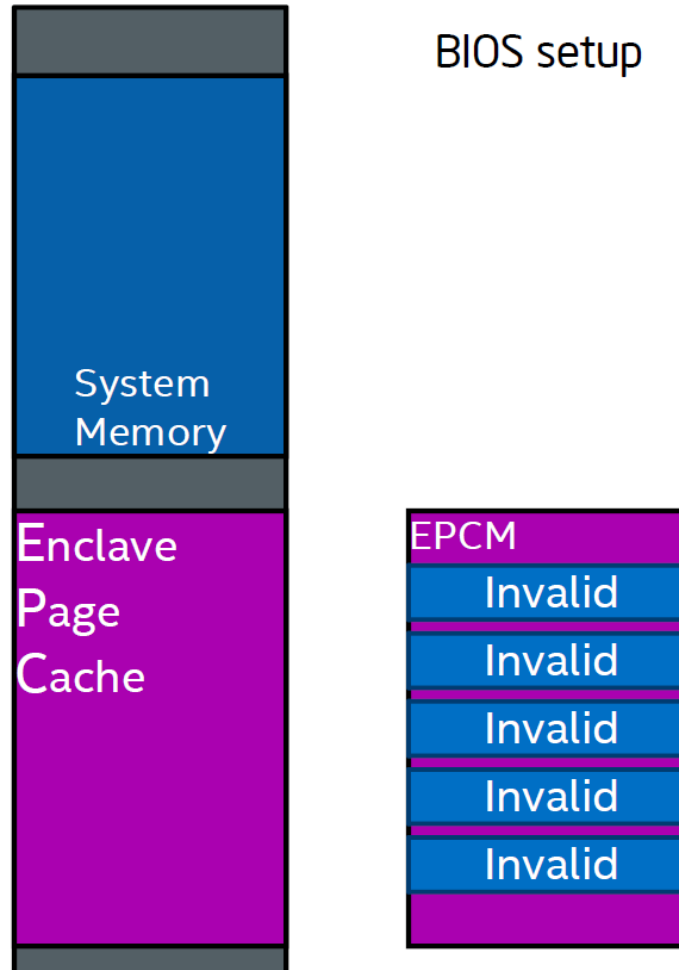 BIOS setup
System
Memory
Enclave
Page
Cache
EPCM
Invalid
Invalid
Invalid
Invalid
Invalid